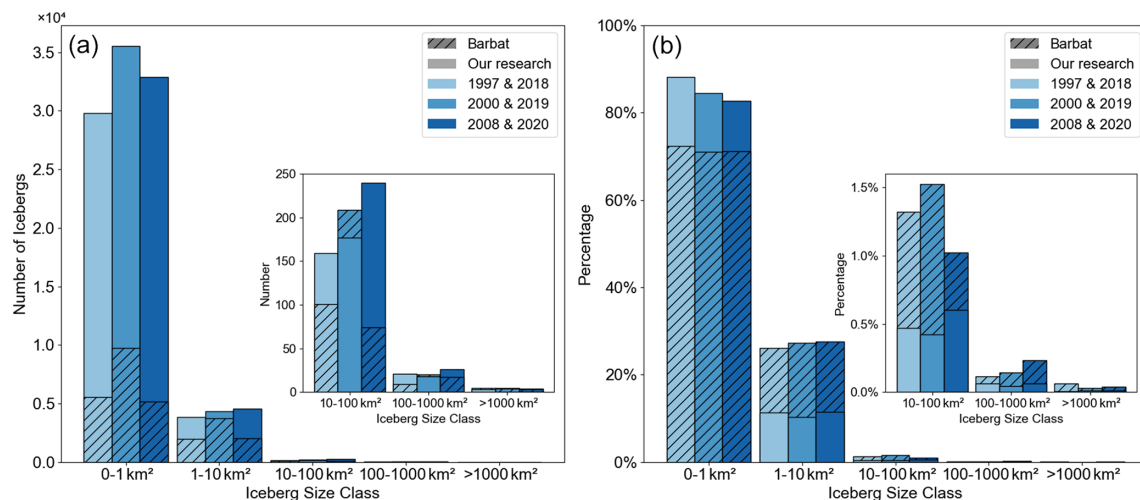 ×10⁴
(a)
Barbat
Our research
1997 & 2018
2000 & 2019
2008 & 2020
3.5
3.0
2.5
2.0
1.5
1.0
0.5
0.0
Number of Icebergs
250
200
150
100
50
0
Number
10-100 km²
100-1000 km²
>1000 km²
Iceberg Size Class
0-1 km²
1-10 km²
10-100 km²
100-1000 km²
>1000 km²
Iceberg Size Class
(b)
Barbat
Our research
1997 & 2018
2000 & 2019
2008 & 2020
100%
80%
60%
40%
20%
0%
Percentage
1.5%
1.0%
0.5%
0.0%
Percentage
10-100 km²
100-1000 km²
>1000 km²
Iceberg Size Class
0-1 km²
1-10 km²
10-100 km²
100-1000 km²
>1000 km²
Iceberg Size Class